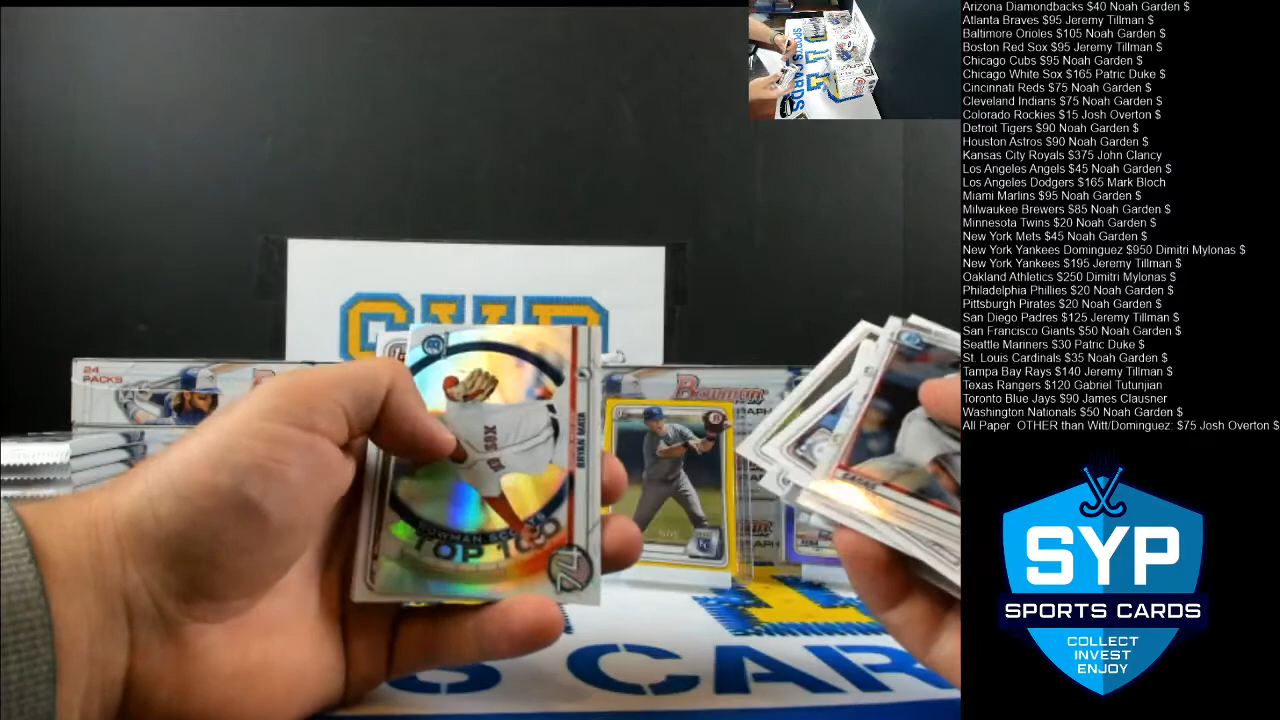 Arizona Diamondbacks $40 Noah Garden $
Atlanta Braves $95 Jeremy Tillman $
Baltimore Orioles $105 Noah Garden $
Boston Red Sox $95 Jeremy Tillman $
Chicago Cubs $95 Noah Garden $
Chicago White Sox $165 Patric Duke $
Cincinnati Reds $75 Noah Garden $
Cleveland Indians $75 Noah Garden $
Colorado Rockies $15 Josh Overton $
Detroit Tigers $90 Noah Garden $
Houston Astros $90 Noah Garden $
Kansas City Royals $375 John Clancy
Los Angeles Angels $45 Noah Garden $
Los Angeles Dodgers $165 Mark Bloch
Miami Marlins $95 Noah Garden $
Milwaukee Brewers $85 Noah Garden $
Minnesota Twins $20 Noah Garden $
New York Mets $45 Noah Garden $
New York Yankees Dominguez $950 Dimitri Mylonas $
New York Yankees $195 Jeremy Tillman $
Oakland Athletics $250 Dimitri Mylonas $
Philadelphia Phillies $20 Noah Garden $
Pittsburgh Pirates $20 Noah Garden $
San Diego Padres $125 Jeremy Tillman $
San Francisco Giants $50 Noah Garden $
Seattle Mariners $30 Patric Duke $
St. Louis Cardinals $35 Noah Garden $
Tampa Bay Rays $140 Jeremy Tillman $
Texas Rangers $120 Gabriel Tutunjian
Toronto Blue Jays $90 James Clausner
Washington Nationals $50 Noah Garden $
All Paper OTHER than Witt/Dominguez: $75 Josh Overton $
SYP
SPORTS CARDS
COLLECT
INVEST
ENJOY
SYP
24
PACKS
Bowman
BRYAN MATA
TOP 100
74
S CAR
SPORTS CARDS